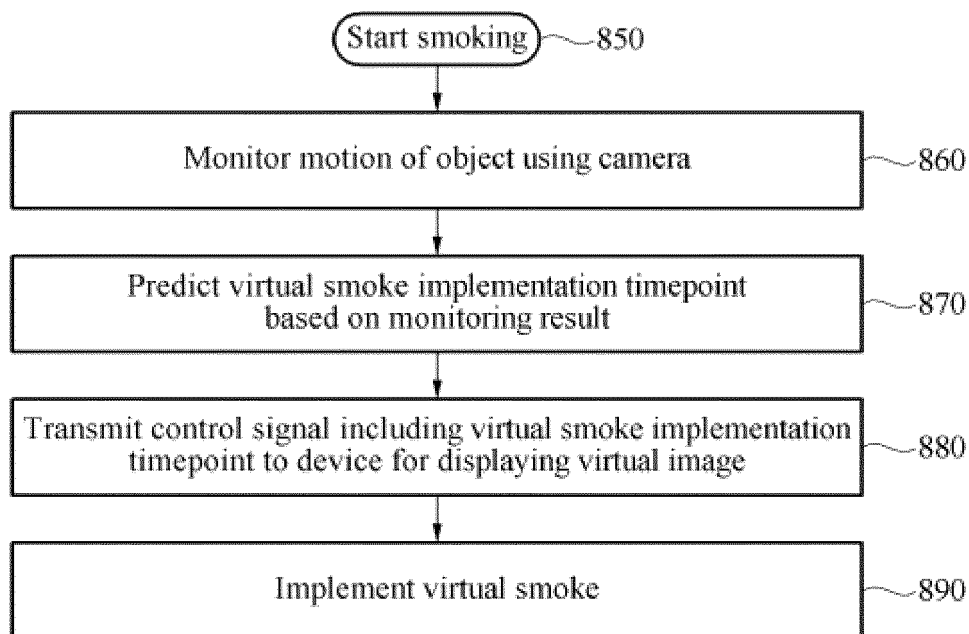 Start smoking 850
Monitor motion of object using camera 860
Predict virtual smoke implementation timepoint
based on monitoring result 870
Transmit control signal including virtual smoke implementation
timepoint to device for displaying virtual image 880
Implement virtual smoke 890